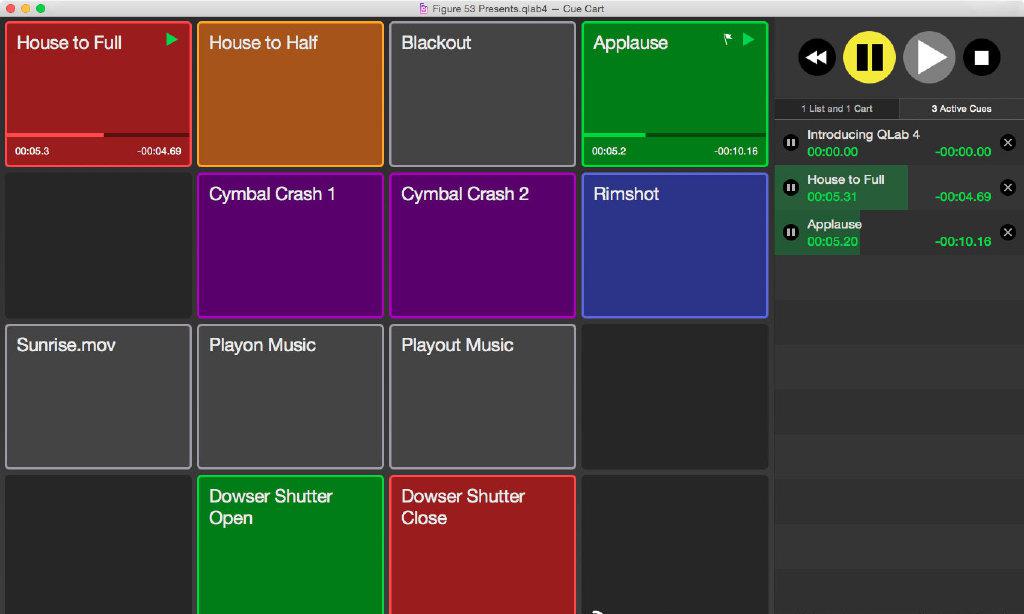 Figure 53 Presents.qlab4 — Cue Cart
House to Full
00:05.3 -00:04.69
House to Half
Blackout
Applause
00:05.2 -00:10.16
Cymbal Crash 1
Cymbal Crash 2
Rimshot
Sunrise.mov
Playon Music
Playout Music
Dowser Shutter
Open
Dowser Shutter
Close
1 List and 1 Cart
3 Active Cues
Introducing QLab 4
00:00.00 -00:00.00
House to Full
00:05.31 -00:04.69
Applause
00:05.20 -00:10.16